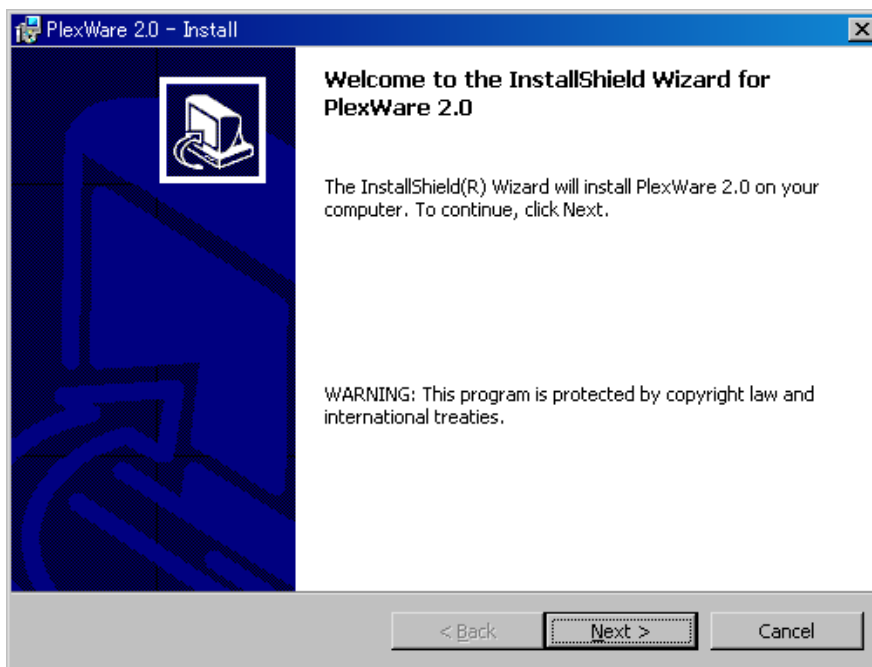 PlexWare 2.0 - Install
Welcome to the InstallShield Wizard for
PlexWare 2.0
The InstallShield(R) Wizard will install PlexWare 2.0 on your
computer. To continue, click Next.
WARNING: This program is protected by copyright law and
international treaties.
< Back
Next >
Cancel